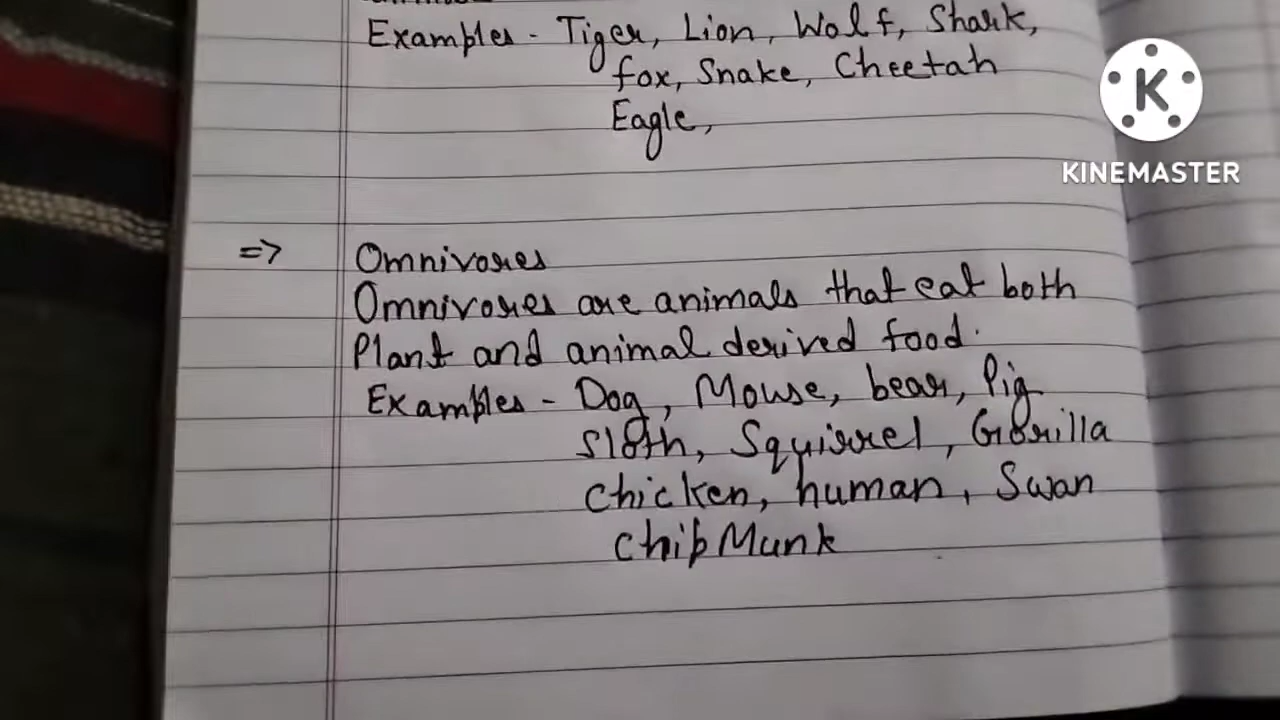 Examples - Tiger, Lion, Wolf, Shark,
fox, Snake, Cheetah
Eagle,
K
KINEMASTER
=> Omnivores
Omnivores are animals that eat both
Plant and animal derived food.
Examples - Dog, Mouse, bear, Pig
Sloth, Squirrel, Gorilla
Chicken, human, Swan
ChipMunk